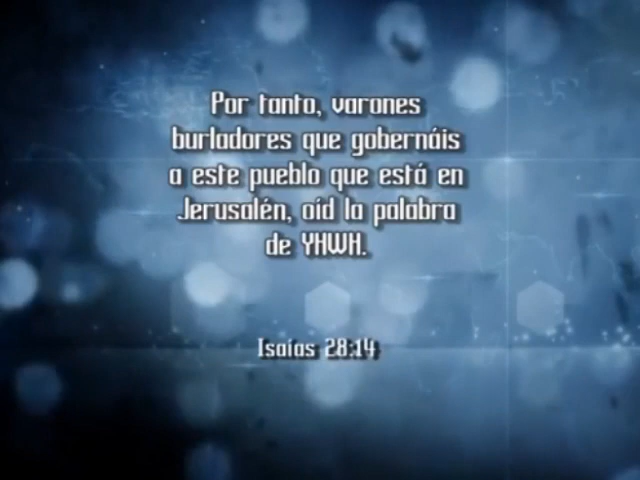 Por tanto, varones
burladores que gobernáis
a este pueblo que está en
Jerusalén, oíd la palabra
de YHWH.
Isaías 28:14